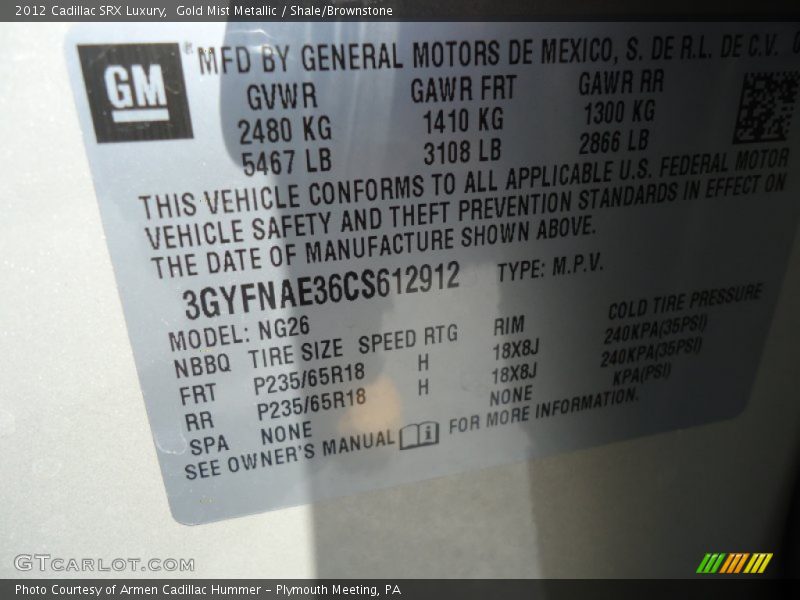 2012 Cadillac SRX Luxury,  Gold Mist Metallic / Shale/Brownstone
GM®
MFD BY GENERAL MOTORS DE MEXICO, S. DE R.L. DE C.V.
GVWR GAWR FRT GAWR RR
2480 KG 1410 KG 1300 KG
5467 LB 3108 LB 2866 LB
THIS VEHICLE CONFORMS TO ALL APPLICABLE U.S. FEDERAL MOTOR
VEHICLE SAFETY AND THEFT PREVENTION STANDARDS IN EFFECT ON
THE DATE OF MANUFACTURE SHOWN ABOVE.
3GYFNAE36CS612912 TYPE: M.P.V.
MODEL: NG26
NBBQ TIRE SIZE SPEED RTG RIM COLD TIRE PRESSURE
FRT P235/65R18 H 18X8J 240KPA(35PSI)
RR P235/65R18 H 18X8J 240KPA(35PSI)
SPA NONE NONE KPA(PSI)
SEE OWNER'S MANUAL i FOR MORE INFORMATION.
GTCARLOT.COM
Photo Courtesy of Armen Cadillac Hummer - Plymouth Meeting, PA